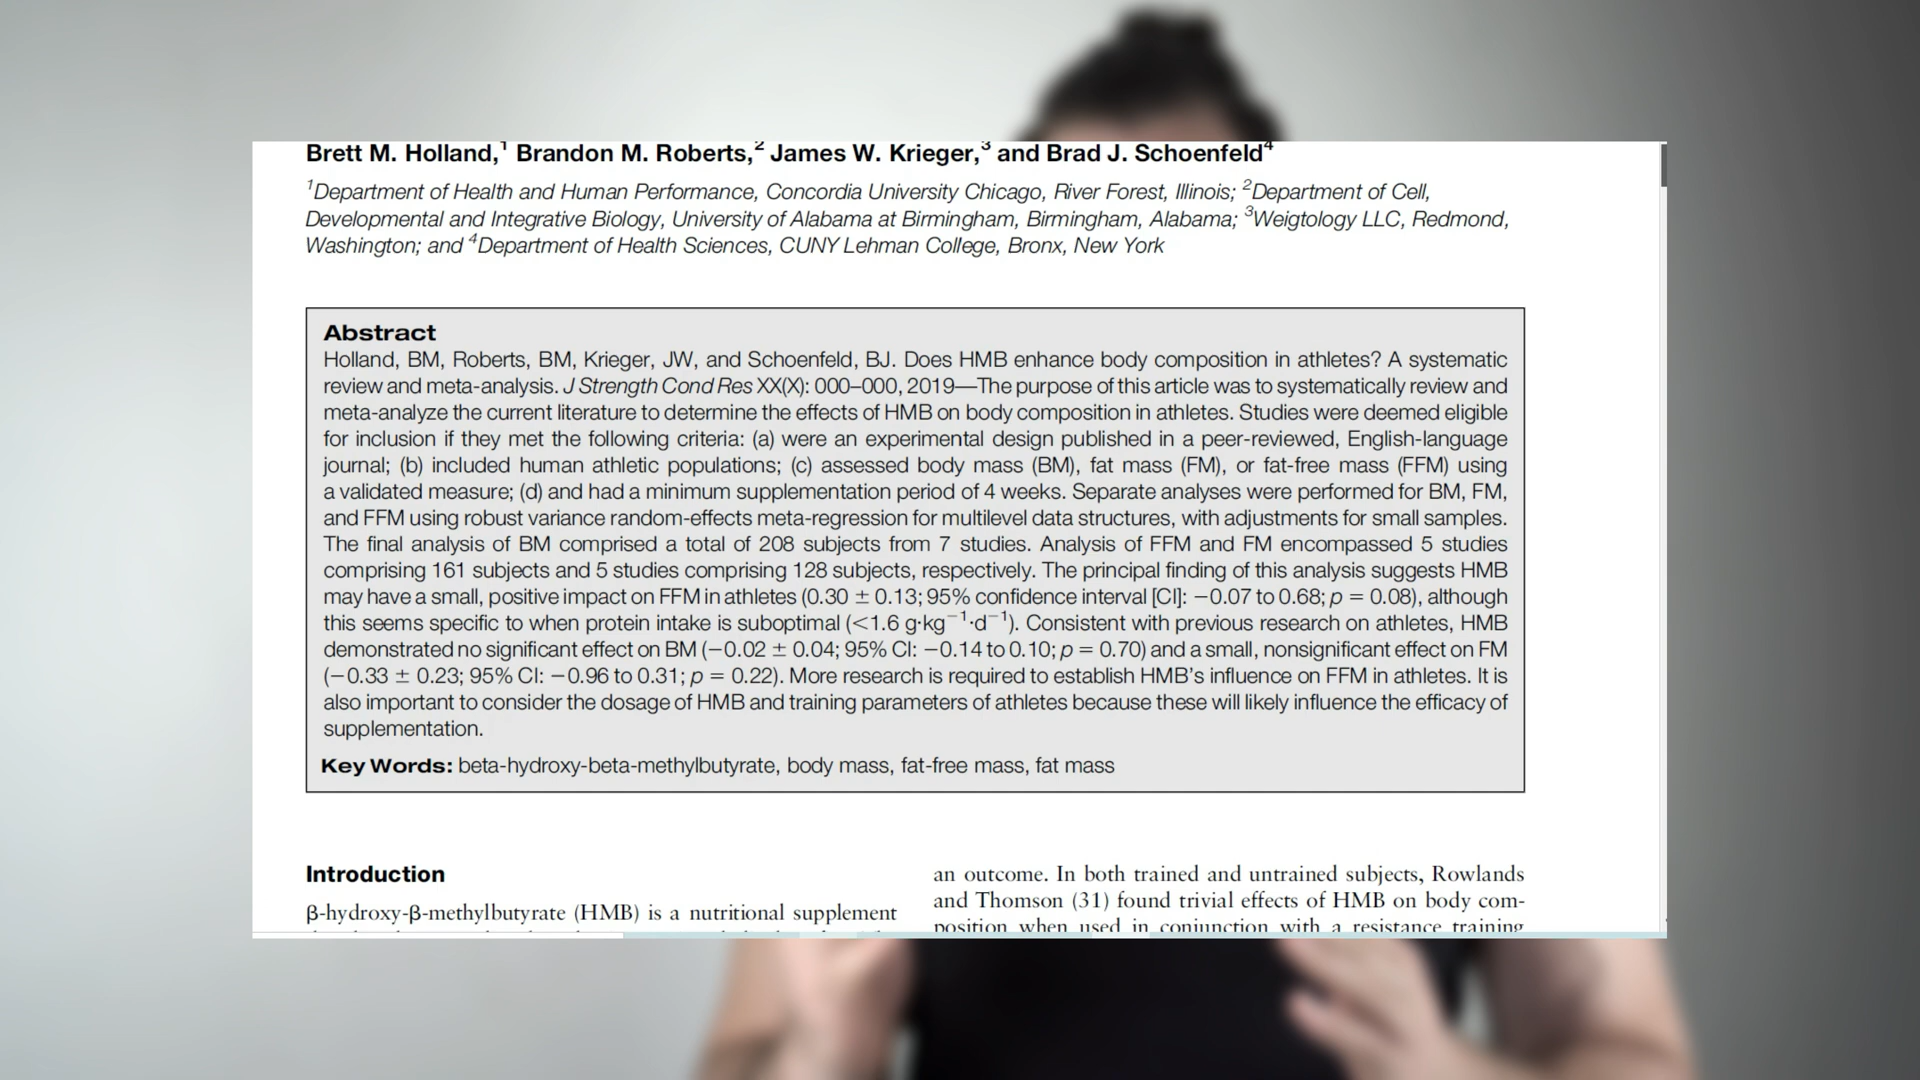 Brett M. Holland,¹ Brandon M. Roberts,² James W. Krieger,³ and Brad J. Schoenfeld⁴
¹Department of Health and Human Performance, Concordia University Chicago, River Forest, Illinois; ²Department of Cell,
Developmental and Integrative Biology, University of Alabama at Birmingham, Birmingham, Alabama; ³Weigtology LLC, Redmond,
Washington; and ⁴Department of Health Sciences, CUNY Lehman College, Bronx, New York
Abstract
Holland, BM, Roberts, BM, Krieger, JW, and Schoenfeld, BJ. Does HMB enhance body composition in athletes? A systematic
review and meta-analysis. J Strength Cond Res XX(X): 000–000, 2019—The purpose of this article was to systematically review and
meta-analyze the current literature to determine the effects of HMB on body composition in athletes. Studies were deemed eligible
for inclusion if they met the following criteria: (a) were an experimental design published in a peer-reviewed, English-language
journal; (b) included human athletic populations; (c) assessed body mass (BM), fat mass (FM), or fat-free mass (FFM) using
a validated measure; (d) and had a minimum supplementation period of 4 weeks. Separate analyses were performed for BM, FM,
and FFM using robust variance random-effects meta-regression for multilevel data structures, with adjustments for small samples.
The final analysis of BM comprised a total of 208 subjects from 7 studies. Analysis of FFM and FM encompassed 5 studies
comprising 161 subjects and 5 studies comprising 128 subjects, respectively. The principal finding of this analysis suggests HMB
may have a small, positive impact on FFM in athletes (0.30 ± 0.13; 95% confidence interval [CI]: −0.07 to 0.68; p = 0.08), although
this seems specific to when protein intake is suboptimal (<1.6 g·kg⁻¹·d⁻¹). Consistent with previous research on athletes, HMB
demonstrated no significant effect on BM (−0.02 ± 0.04; 95% CI: −0.14 to 0.10; p = 0.70) and a small, nonsignificant effect on FM
(−0.33 ± 0.23; 95% CI: −0.96 to 0.31; p = 0.22). More research is required to establish HMB's influence on FFM in athletes. It is
also important to consider the dosage of HMB and training parameters of athletes because these will likely influence the efficacy of
supplementation.
Key Words: beta-hydroxy-beta-methylbutyrate, body mass, fat-free mass, fat mass
Introduction
β-hydroxy-β-methylbutyrate (HMB) is a nutritional supplement
an outcome. In both trained and untrained subjects, Rowlands
and Thomson (31) found trivial effects of HMB on body com-
position when used in conjunction with a resistance training